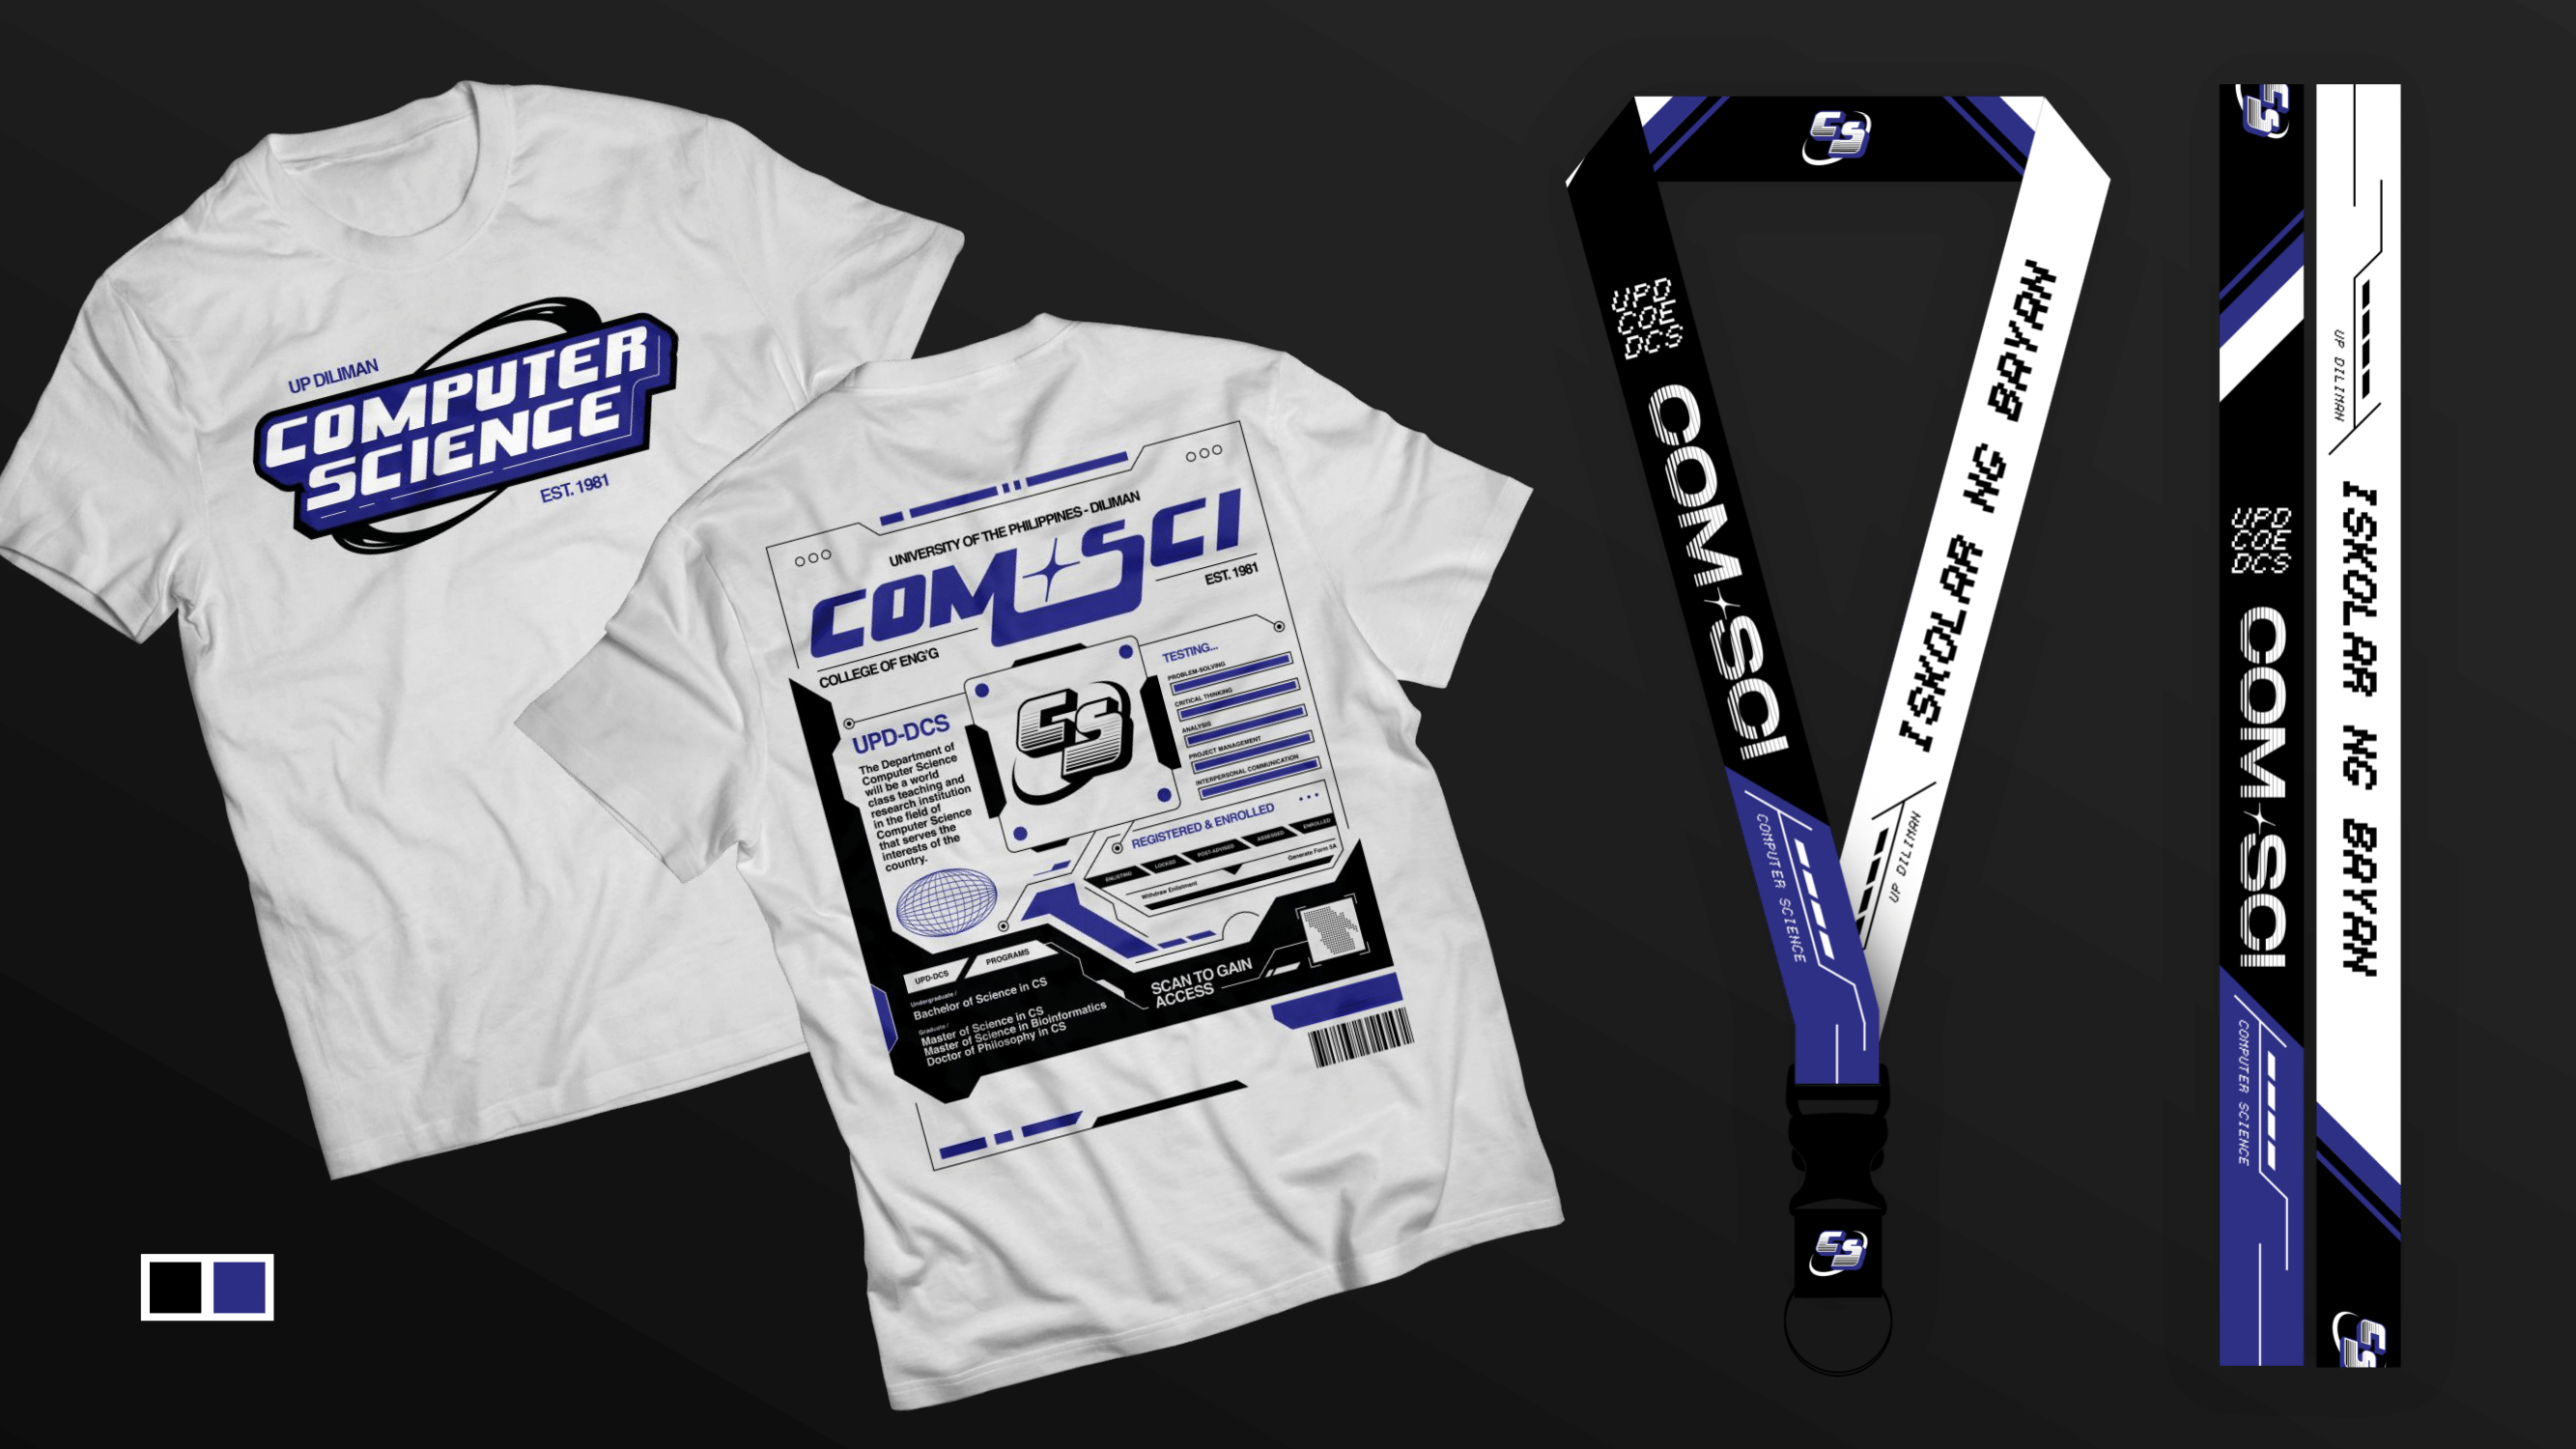 UP DILIMAN
COMPUTER
SCIENCE
EST. 1981
UNIVERSITY OF THE PHILIPPINES - DILIMAN
COM SCI
EST. 1981
COLLEGE OF ENG'G
UPD-DCS
The Department of
Computer Science
will be a world
class teaching and
research institution
in the field of
Computer Science
that serves the
interests of the
country.
CS
TESTING...
PROBLEM-SOLVING
CRITICAL THINKING
ANALYSIS
PROJECT MANAGEMENT
INTERPERSONAL COMMUNICATION
REGISTERED & ENROLLED
ENLISTING
LOCKED
POST-ADVISED
ASSESSED
ENROLLED
Withdraw Enlistment
Generate Form 5A
UPD-DCS
PROGRAMS
Undergraduate /
Bachelor of Science in CS
Graduate /
Master of Science in CS
Master of Science in Bioinformatics
Doctor of Philosophy in CS
SCAN TO GAIN
ACCESS
CS
UPD
COE
DCS
COM SCI
COMPUTER SCIENCE
ISKOLAR NG BAYAN
UP DILIMAN
CS
CS
UPD
COE
DCS
COM SCI
COMPUTER SCIENCE
UP DILIMAN
ISKOLAR NG BAYAN
CS